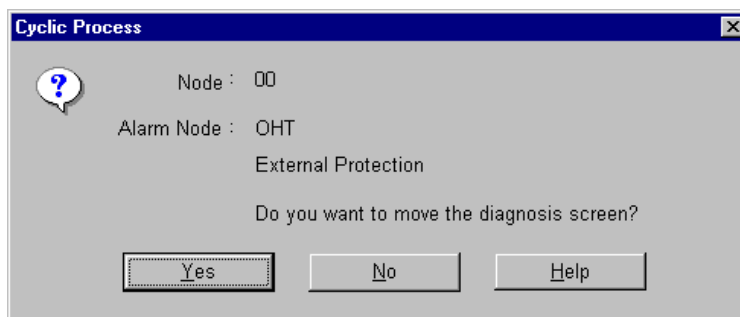 Cyclic Process
Node : 00
Alarm Node : OHT
External Protection
Do you want to move the diagnosis screen?
Yes No Help